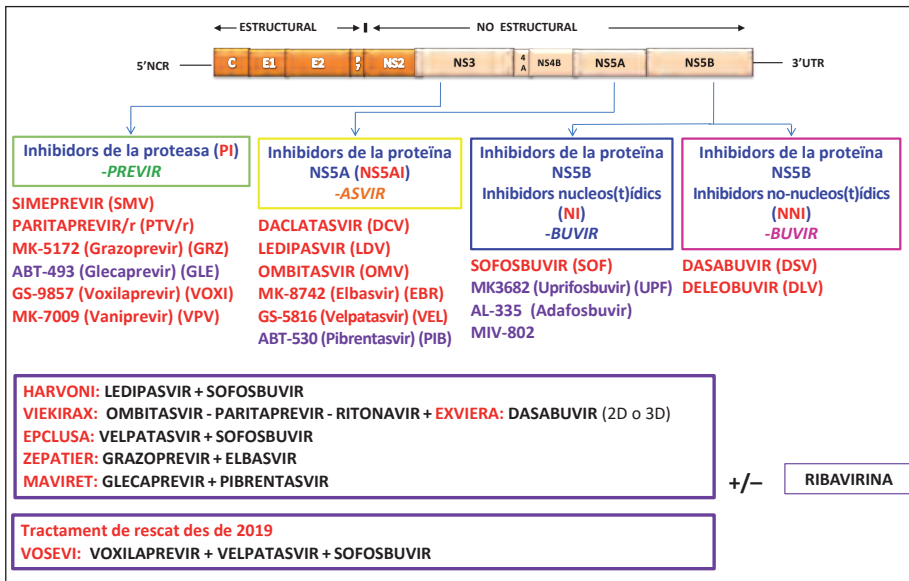 ESTRUCTURAL
NO ESTRUCTURAL
5’NCR
C
E1
E2
P7
NS2
NS3
4A
NS4B
NS5A
NS5B
3’UTR
Inhibidors de la proteasa (PI)
-PREVIR
SIMEPREVIR (SMV)
PARITAPREVIR/r (PTV/r)
MK-5172 (Grazoprevir) (GRZ)
ABT-493 (Glecaprevir) (GLE)
GS-9857 (Voxilaprevir) (VOXI)
MK-7009 (Vaniprevir) (VPV)
Inhibidors de la proteïna
NS5A (NS5AI)
-ASVIR
DACLATASVIR (DCV)
LEDIPASVIR (LDV)
OMBITASVIR (OMV)
MK-8742 (Elbasvir) (EBR)
GS-5816 (Velpatasvir) (VEL)
ABT-530 (Pibrentasvir) (PIB)
Inhibidors de la proteïna
NS5B
Inhibidors nucleos(t)ídics
(NI)
-BUVIR
SOFOSBUVIR (SOF)
MK3682 (Uprifosbuvir) (UPF)
AL-335 (Adafosbuvir)
MIV-802
Inhibidors de la proteïna
NS5B
Inhibidors no-nucleos(t)ídics
(NNI)
-BUVIR
DASABUVIR (DSV)
DELEOBUVIR (DLV)
HARVONI: LEDIPASVIR + SOFOSBUVIR
VIEKIRAX: OMBITASVIR - PARITAPREVIR - RITONAVIR + EXVIERA: DASABUVIR (2D o 3D)
EPCLUSA: VELPATASVIR + SOFOSBUVIR
ZEPATIER: GRAZOPREVIR + ELBASVIR
MAVIRET: GLECAPREVIR + PIBRENTASVIR
+/–
RIBAVIRINA
Tractament de rescat des de 2019
VOSEVI: VOXILAPREVIR + VELPATASVIR + SOFOSBUVIR